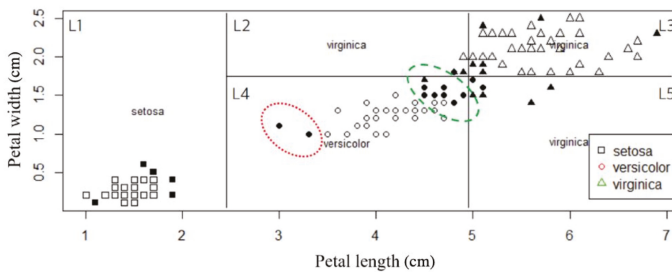 L1
L2
L3
virginica
virginica
L4
L5
setosa
versicolor
virginica
2.5
2.0
1.5
1.0
0.5
Petal width (cm)
1
2
3
4
5
6
7
Petal length (cm)
setosa
versicolor
virginica